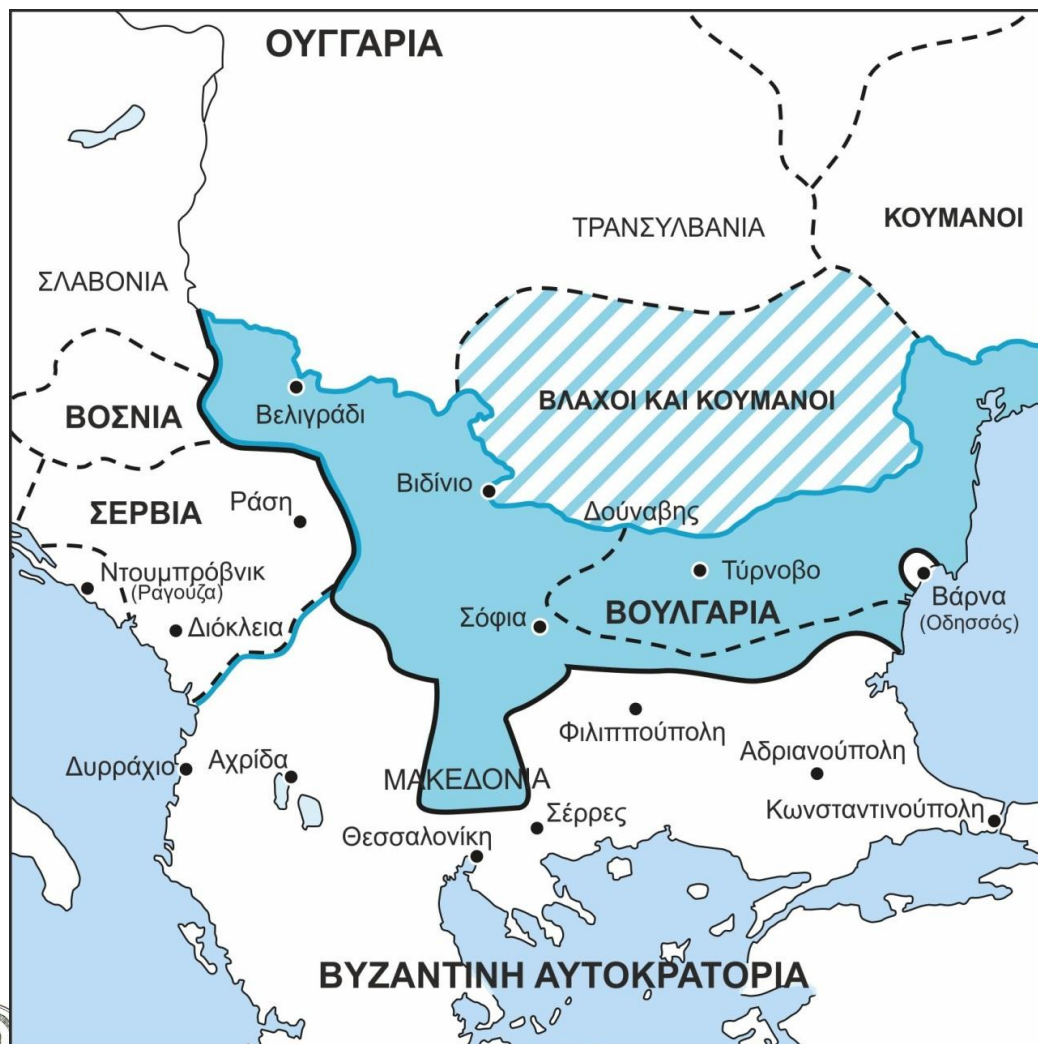 ΟΥΓΓΑΡΙΑ
ΤΡΑΝΣΥΛΒΑΝΙΑ
ΚΟΥΜΑΝΟΙ
ΣΛΑΒΟΝΙΑ
ΒΟΣΝΙΑ
Βελιγράδι
ΒΛΑΧΟΙ ΚΑΙ ΚΟΥΜΑΝΟΙ
Βιδίνιο
ΣΕΡΒΙΑ
Ράση
Δούναβης
Ντουμπρόβνικ
(Ραγούζα)
Τύρνοβο
Βάρνα
(Οδησσός)
Διόκλεια
Σόφια
ΒΟΥΛΓΑΡΙΑ
Φιλιππούπολη
Αδριανούπολη
Δυρράχιο
Αχρίδα
ΜΑΚΕΔΟΝΙΑ
Κωνσταντινούπολη
Σέρρες
Θεσσαλονίκη
ΒΥΖΑΝΤΙΝΗ ΑΥΤΟΚΡΑΤΟΡΙΑ